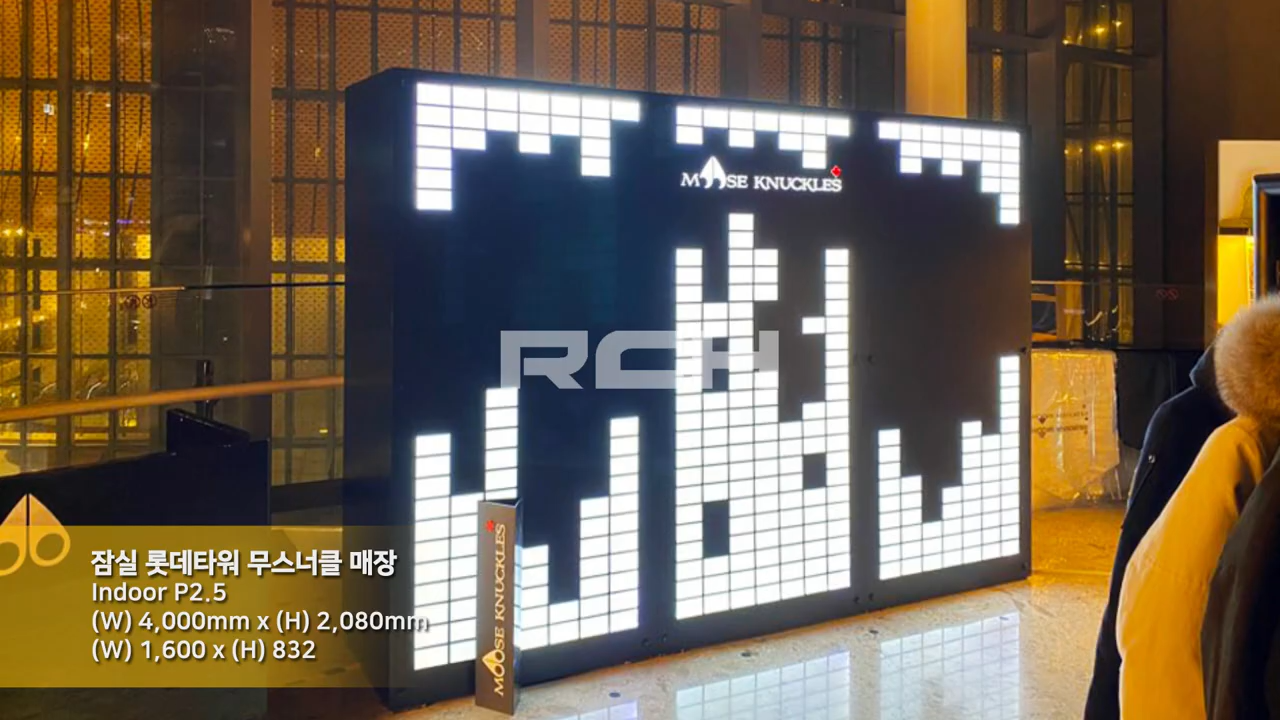 MOOSE KNUCKLES
RCH
MOOSE KNUCKLES
잠실 롯데타워 무스너클 매장
Indoor P2.5
(W) 4,000mm x (H) 2,080mm
(W) 1,600 x (H) 832